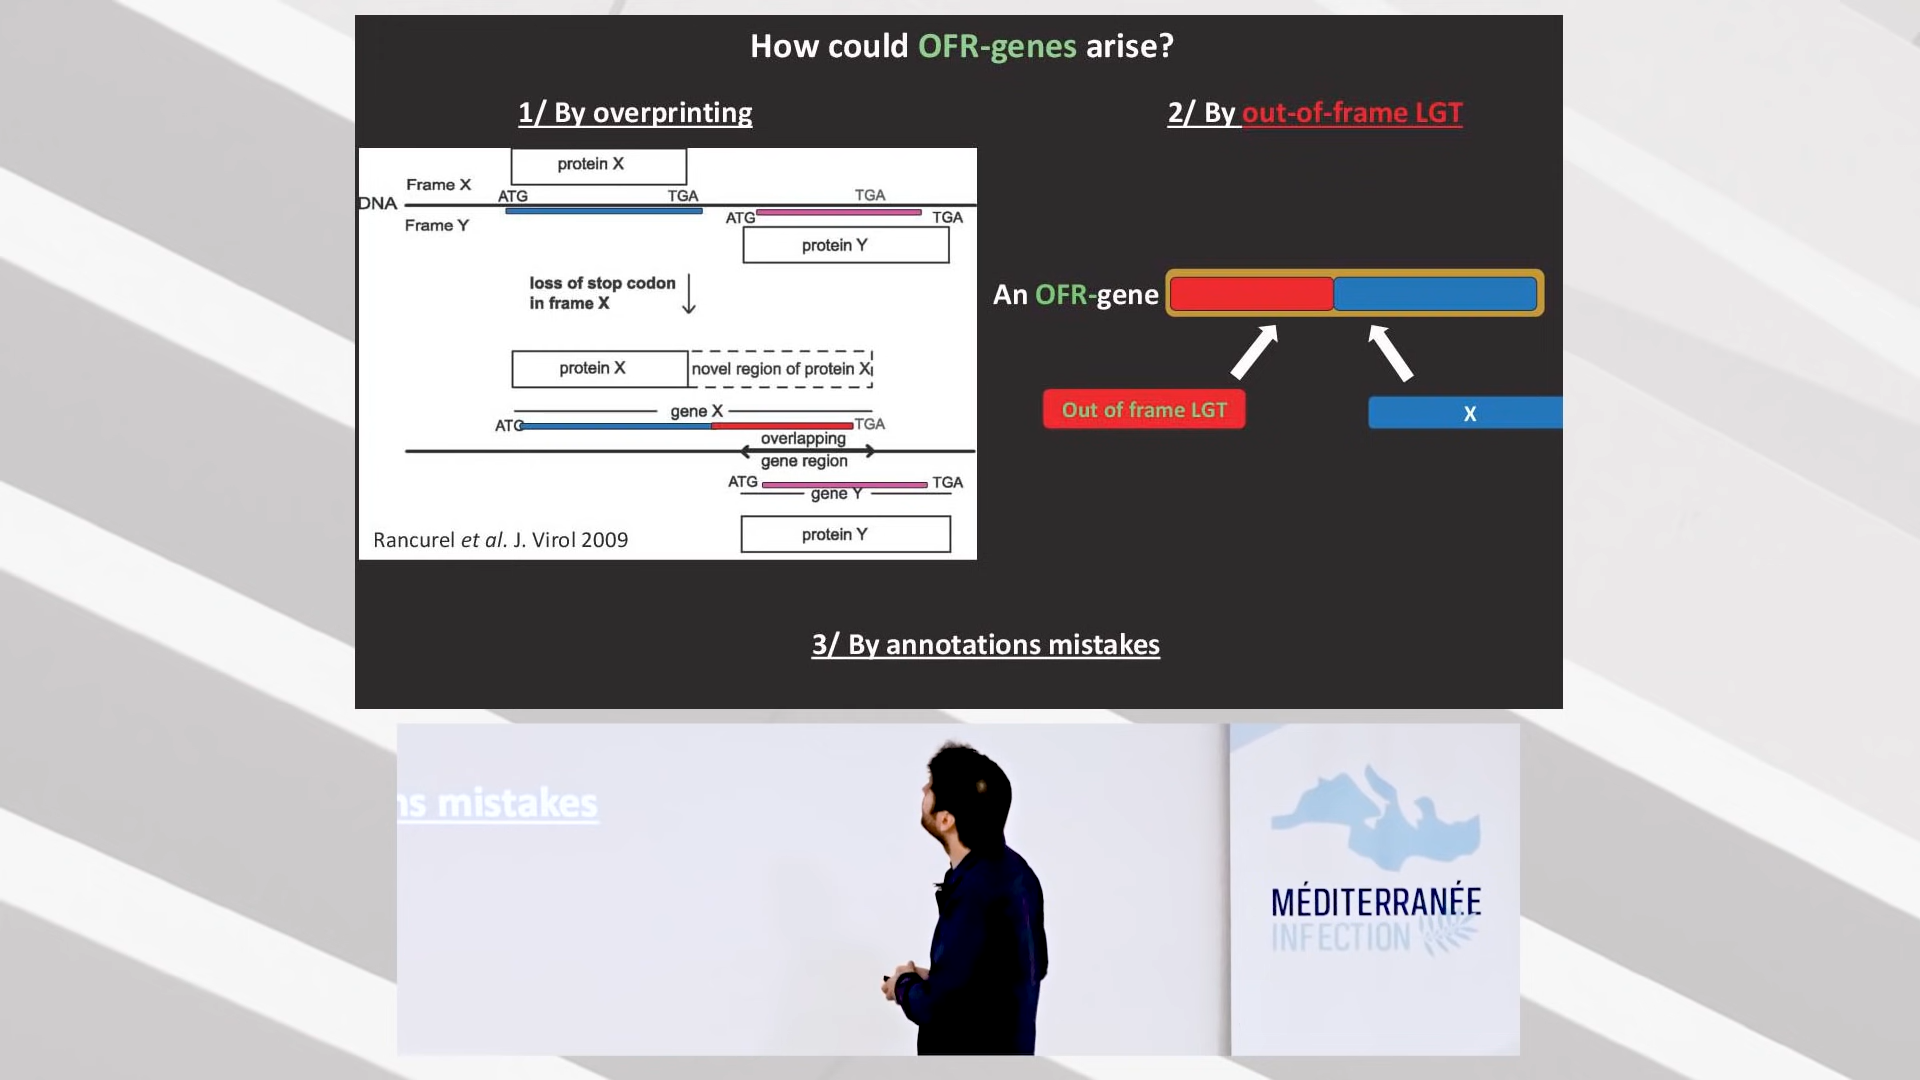 How could OFR-genes arise?
1/ By overprinting
2/ By out-of-frame LGT
protein X
Frame X
ATG
TGA
TGA
DNA
Frame Y
ATG
TGA
protein Y
loss of stop codon
in frame X
protein X
novel region of protein X
gene X
ATG
TGA
overlapping
gene region
ATG
TGA
gene Y
protein Y
Rancurel et al. J. Virol 2009
An OFR-gene
Out of frame LGT
X
3/ By annotations mistakes
ns mistakes
MÉDITERRANÉE
INFECTION